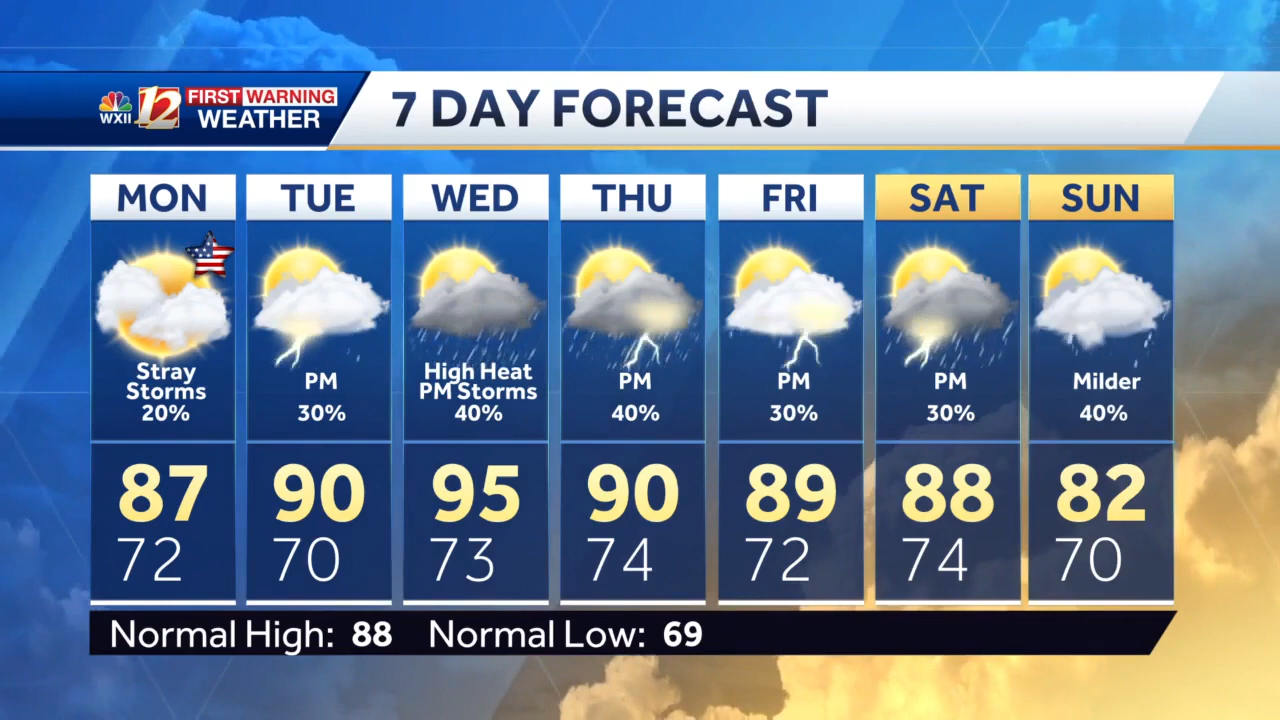 WXII 12 FIRST WARNING
WEATHER
7 DAY FORECAST
MON TUE WED THU FRI SAT SUN
Stray
Storms
20%
PM
30%
High Heat
PM Storms
40%
PM
40%
PM
30%
PM
30%
Milder
40%
87 90 95 90 89 88 82
72 70 73 74 72 74 70
Normal High: 88 Normal Low: 69